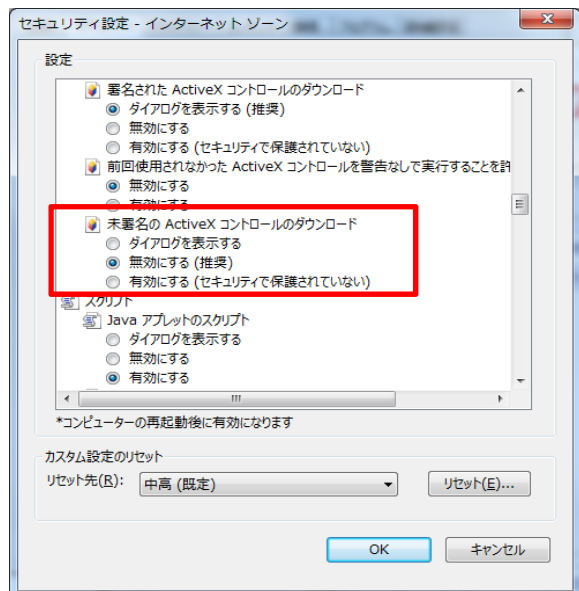 セキュリティ設定 - インターネット ゾーン
設定
署名された ActiveX コントロールのダウンロード
ダイアログを表示する (推奨)
無効にする
有効にする (セキュリティで保護されていない)
前回使用されなかった ActiveX コントロールを警告なしで実行することを許
無効にする
有効にする
未署名の ActiveX コントロールのダウンロード
ダイアログを表示する
無効にする (推奨)
有効にする (セキュリティで保護されていない)
スクリプト
Java アプレットのスクリプト
ダイアログを表示する
無効にする
有効にする
*コンピューターの再起動後に有効になります
カスタム設定のリセット
リセット先(R): 中高 (既定) リセット(E)...
OK キャンセル